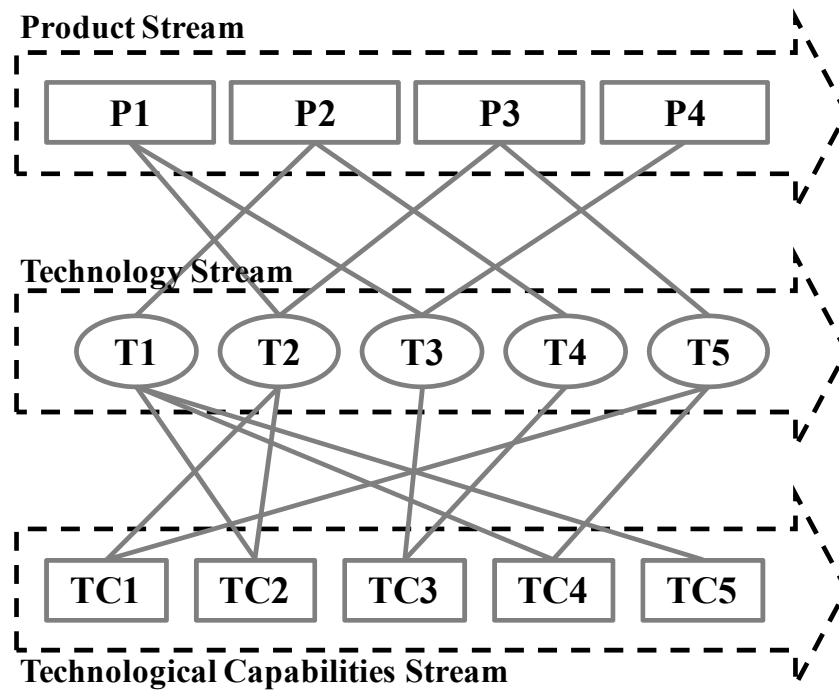 Product Stream
P1 P2 P3 P4
Technology Stream
T1 T2 T3 T4 T5
TC1 TC2 TC3 TC4 TC5
Technological Capabilities Stream